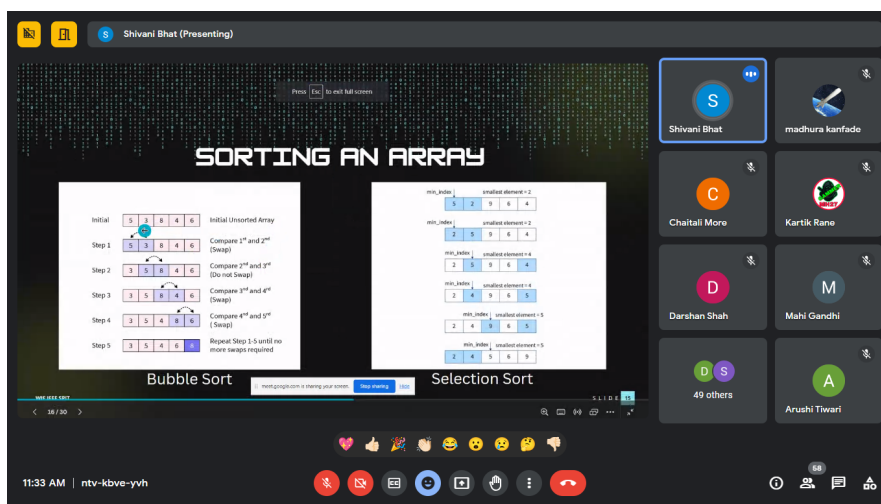 S Shivani Bhat (Presenting)
Press Esc to exit full screen
SORTING AN ARRAY
Initial 5 3 8 4 6 Initial Unsorted Array
Step 1 5 3 8 4 6 Compare 1st and 2nd
(Swap)
Step 2 3 5 8 4 6 Compare 2nd and 3rd
(Do not Swap)
Step 3 3 5 8 4 6 Compare 3rd and 4th
(Swap)
Step 4 3 5 4 8 6 Compare 4th and 5th
(Swap)
Step 5 3 5 4 6 8 Repeat Step 1-5 until no
more swaps required
Bubble Sort
min_index smallest element = 2
5 2 9 6 4
min_index smallest element = 2
2 5 9 6 4
min_index smallest element = 4
2 5 9 6 4
min_index smallest element = 4
2 4 9 6 5
min_index smallest element = 5
2 4 9 6 5
min_index smallest element = 5
2 4 5 6 9
Selection Sort
meet.google.com is sharing your screen. Stop sharing Hide
WIE IEEE SPIT
SLIDE 15
16 / 30
S
Shivani Bhat
madhura kanfade
C
Chaitali More
Kartik Rane
D
Darshan Shah
M
Mahi Gandhi
D S
49 others
A
Arushi Tiwari
11:33 AM | ntv-kbve-yvh
CC
58